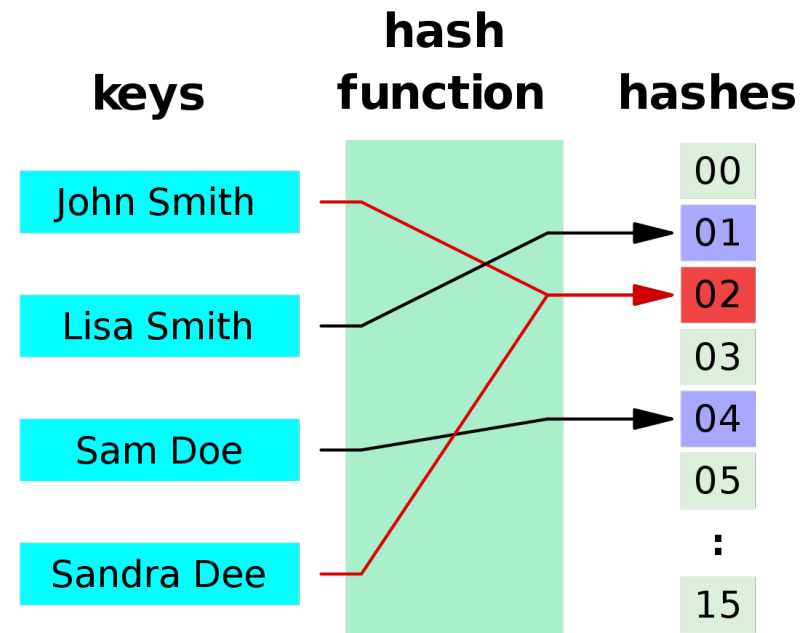 keys
hash
function
hashes
John Smith
Lisa Smith
Sam Doe
Sandra Dee
00
01
02
03
04
05
:
15